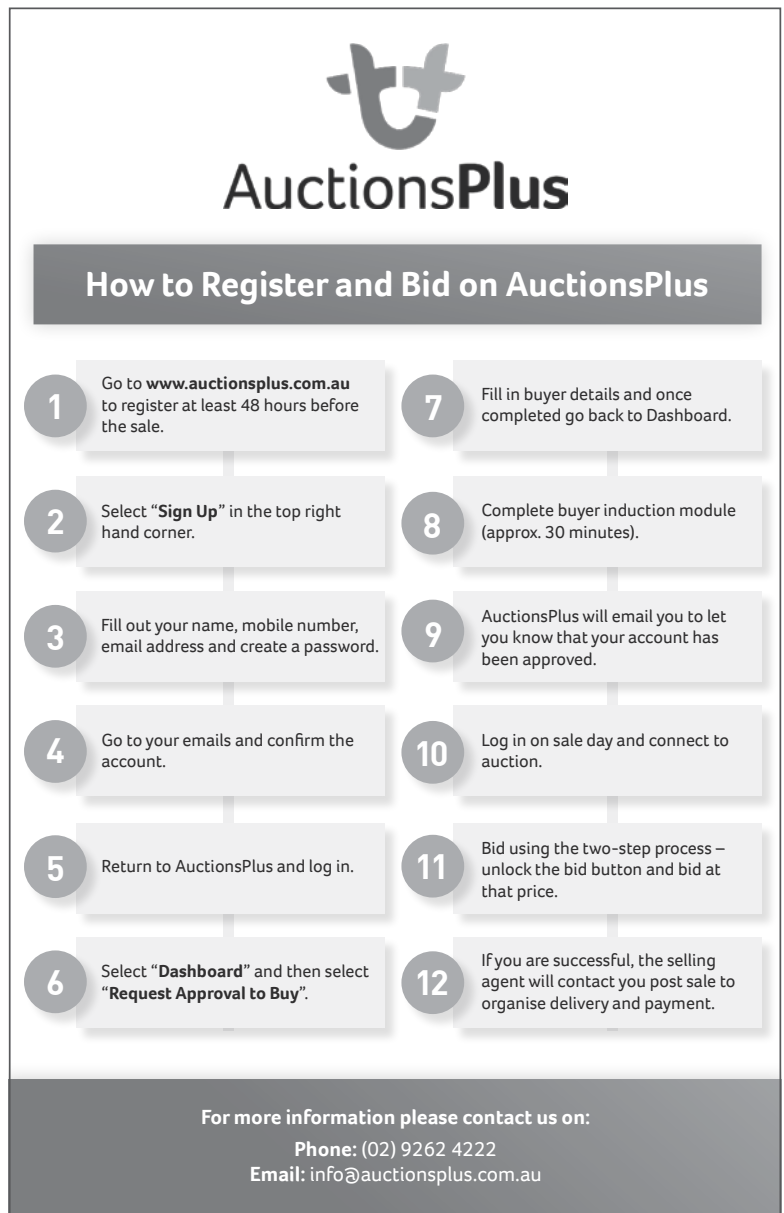 AuctionsPlus
How to Register and Bid on AuctionsPlus
1
Go to www.auctionsplus.com.au
to register at least 48 hours before
the sale.
2
Select “Sign Up” in the top right
hand corner.
3
Fill out your name, mobile number,
email address and create a password.
4
Go to your emails and confirm the
account.
5
Return to AuctionsPlus and log in.
6
Select “Dashboard” and then select
“Request Approval to Buy”.
7
Fill in buyer details and once
completed go back to Dashboard.
8
Complete buyer induction module
(approx. 30 minutes).
9
AuctionsPlus will email you to let
you know that your account has
been approved.
10
Log in on sale day and connect to
auction.
11
Bid using the two-step process –
unlock the bid button and bid at
that price.
12
If you are successful, the selling
agent will contact you post sale to
organise delivery and payment.
For more information please contact us on:
Phone: (02) 9262 4222
Email: info@auctionsplus.com.au